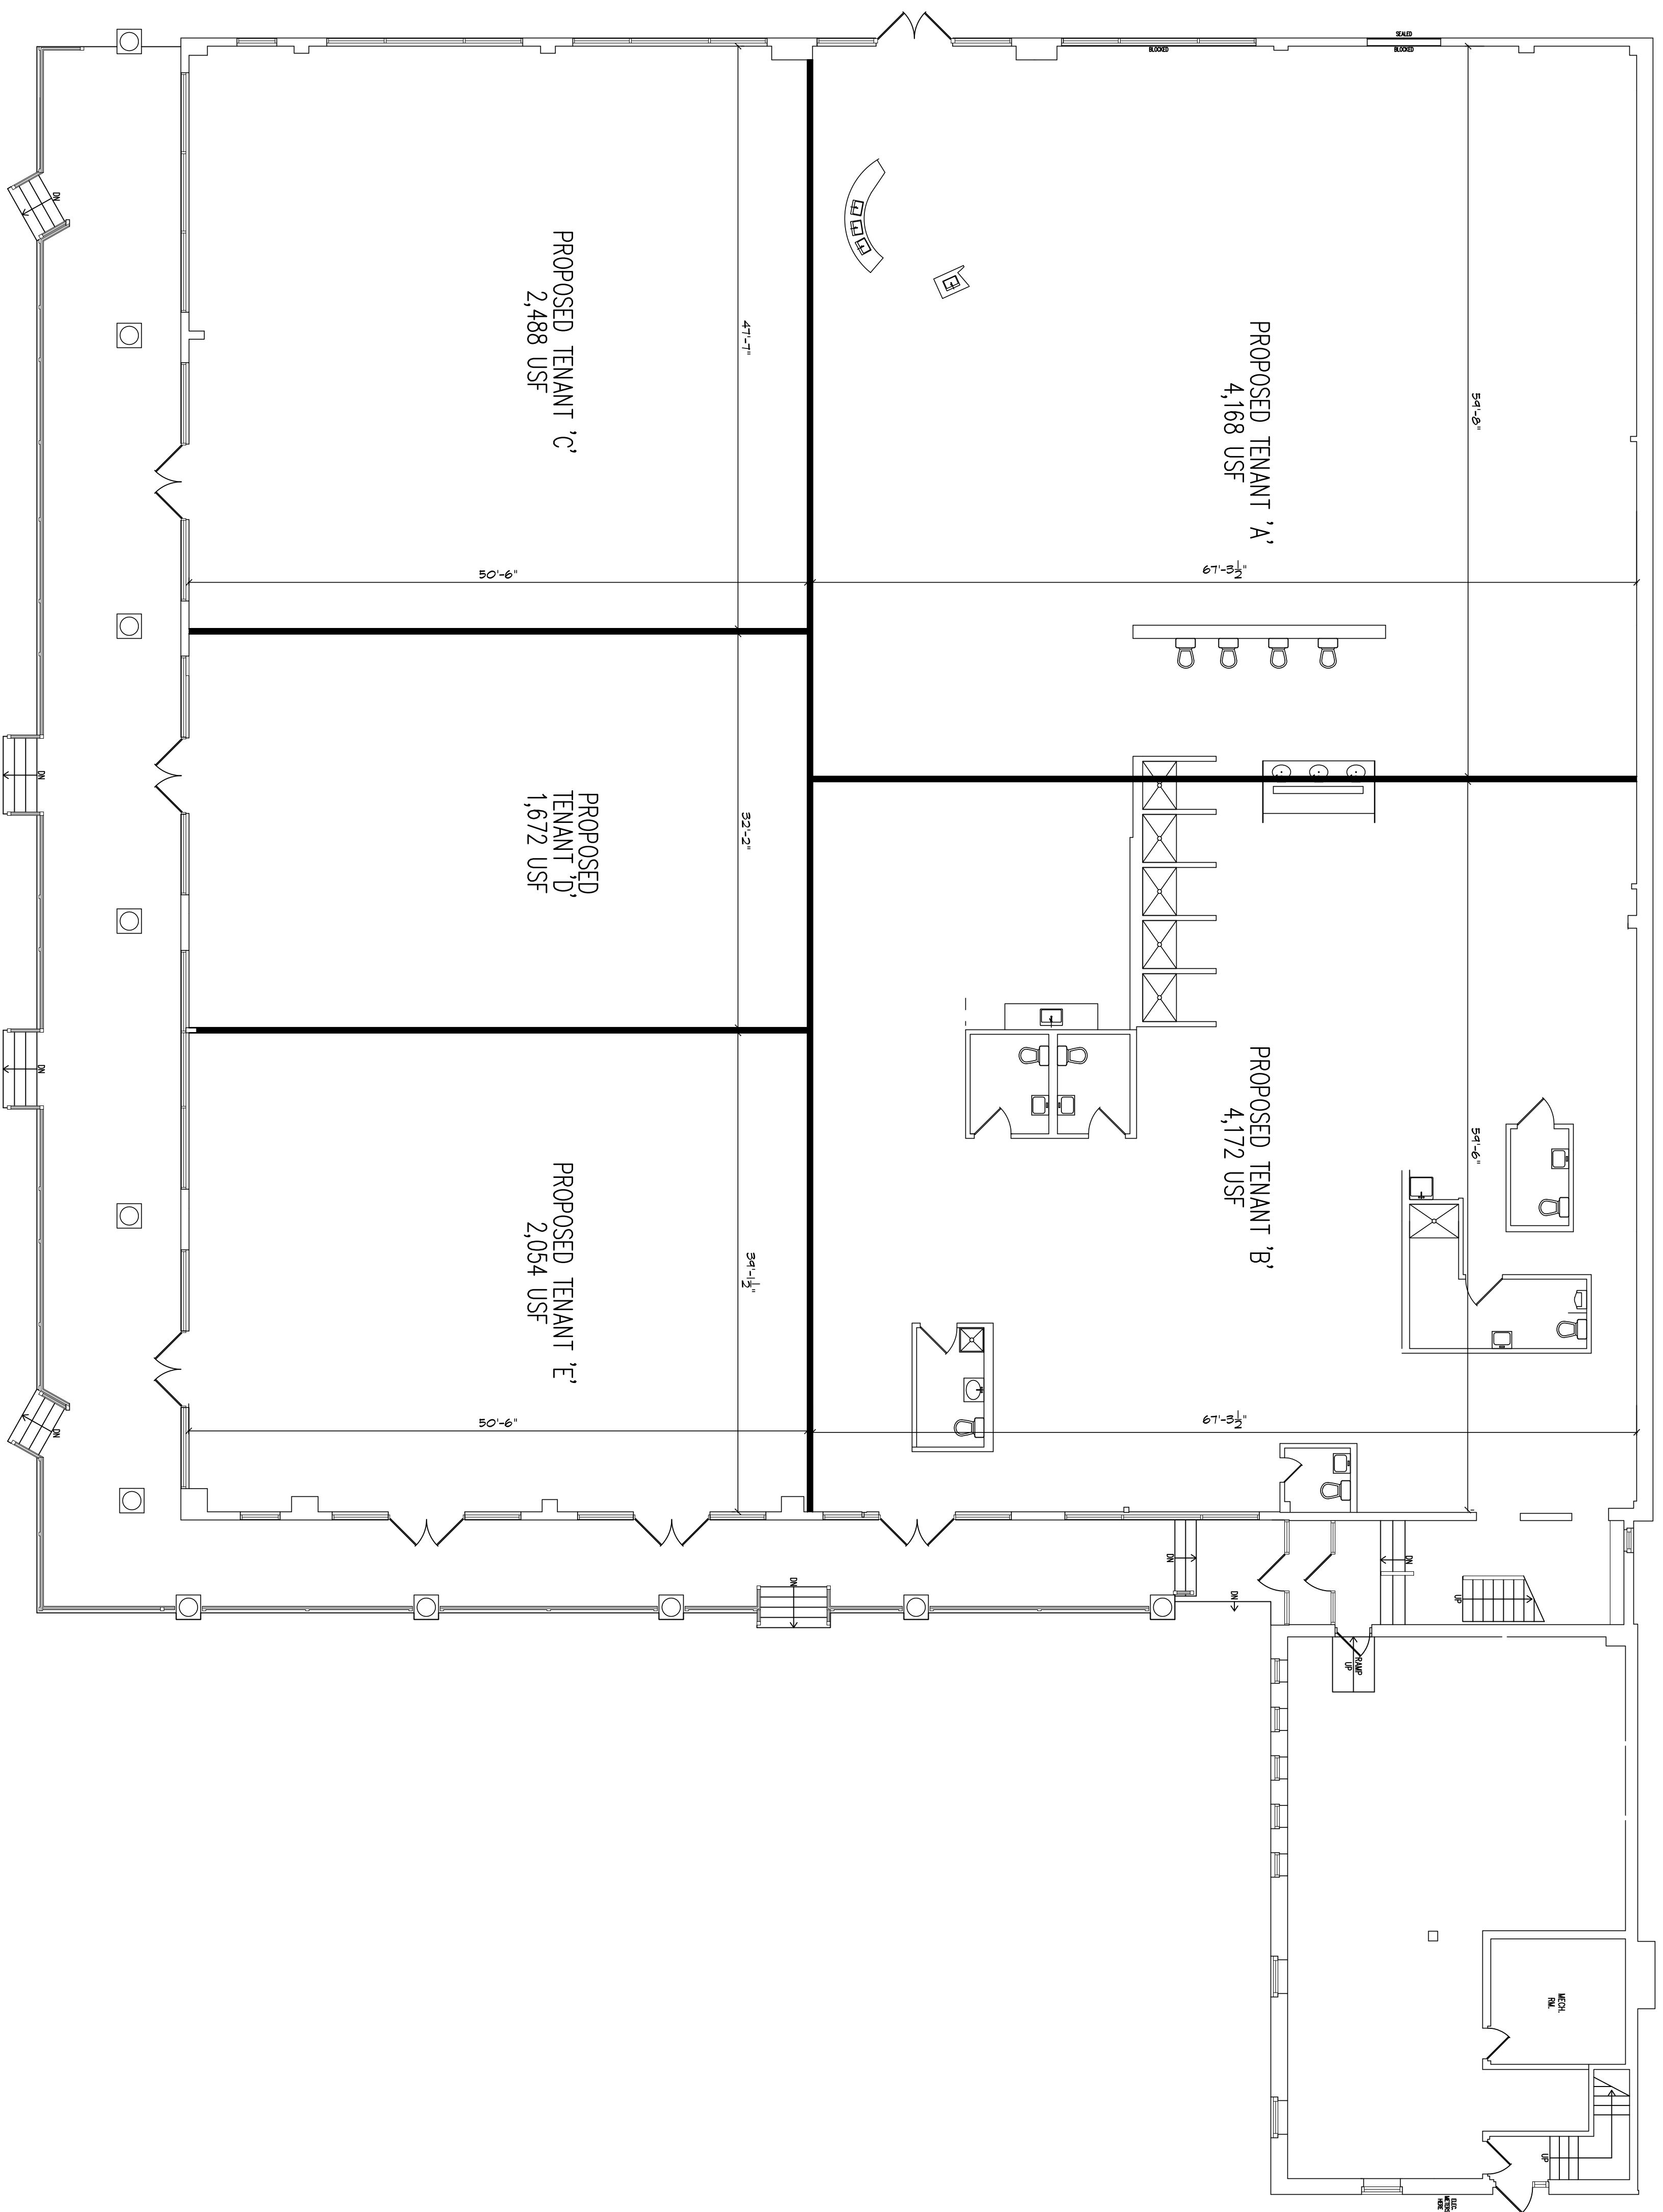 SEALED
BLOCKED
BLOCKED
59'-8"
PROPOSED TENANT 'A'
4,168 USF
67'-3½"
PROPOSED TENANT 'C'
2,488 USF
47'-7"
50'-6"
PROPOSED
TENANT 'D'
1,672 USF
32'-2"
PROPOSED TENANT 'B'
4,172 USF
59'-6"
67'-3½"
PROPOSED TENANT 'E'
2,054 USF
39'-1½"
50'-6"
DN
DN
DN
DN
DN
DN
DN
DN
UP
RAMP
UP
MECH.
RM.
UP
ELEC.
METERS
HERE